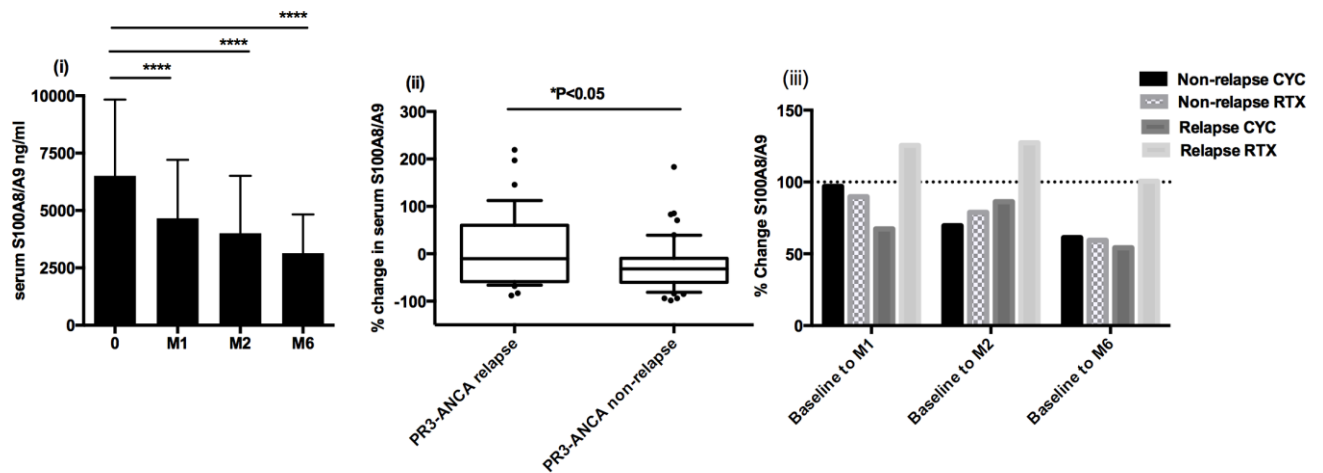 (i)
****
****
****
serum S100A8/A9 ng/ml
10000
7500
5000
2500
0
0 M1 M2 M6
(ii)
*P<0.05
% change in serum S100A8/A9
300
200
100
0
-100
PR3-ANCA relapse
PR3-ANCA non-relapse
(iii)
Non-relapse CYC
Non-relapse RTX
Relapse CYC
Relapse RTX
% Change S100A8/A9
150
100
50
0
Baseline to M1
Baseline to M2
Baseline to M6